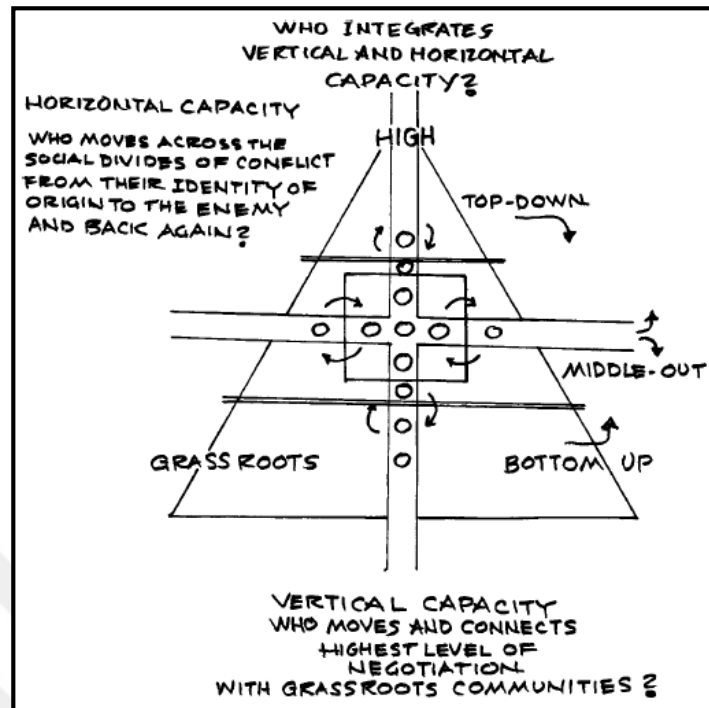 WHO INTEGRATES
VERTICAL AND HORIZONTAL
CAPACITY?
HORIZONTAL CAPACITY
WHO MOVES ACROSS THE
SOCIAL DIVIDES OF CONFLICT
FROM THEIR IDENTITY OF
ORIGIN TO THE ENEMY
AND BACK AGAIN?
HIGH
TOP-DOWN
MIDDLE-OUT
GRASSROOTS
BOTTOM UP
VERTICAL CAPACITY
WHO MOVES AND CONNECTS
HIGHEST LEVEL OF
NEGOTIATION
WITH GRASSROOTS COMMUNITIES?